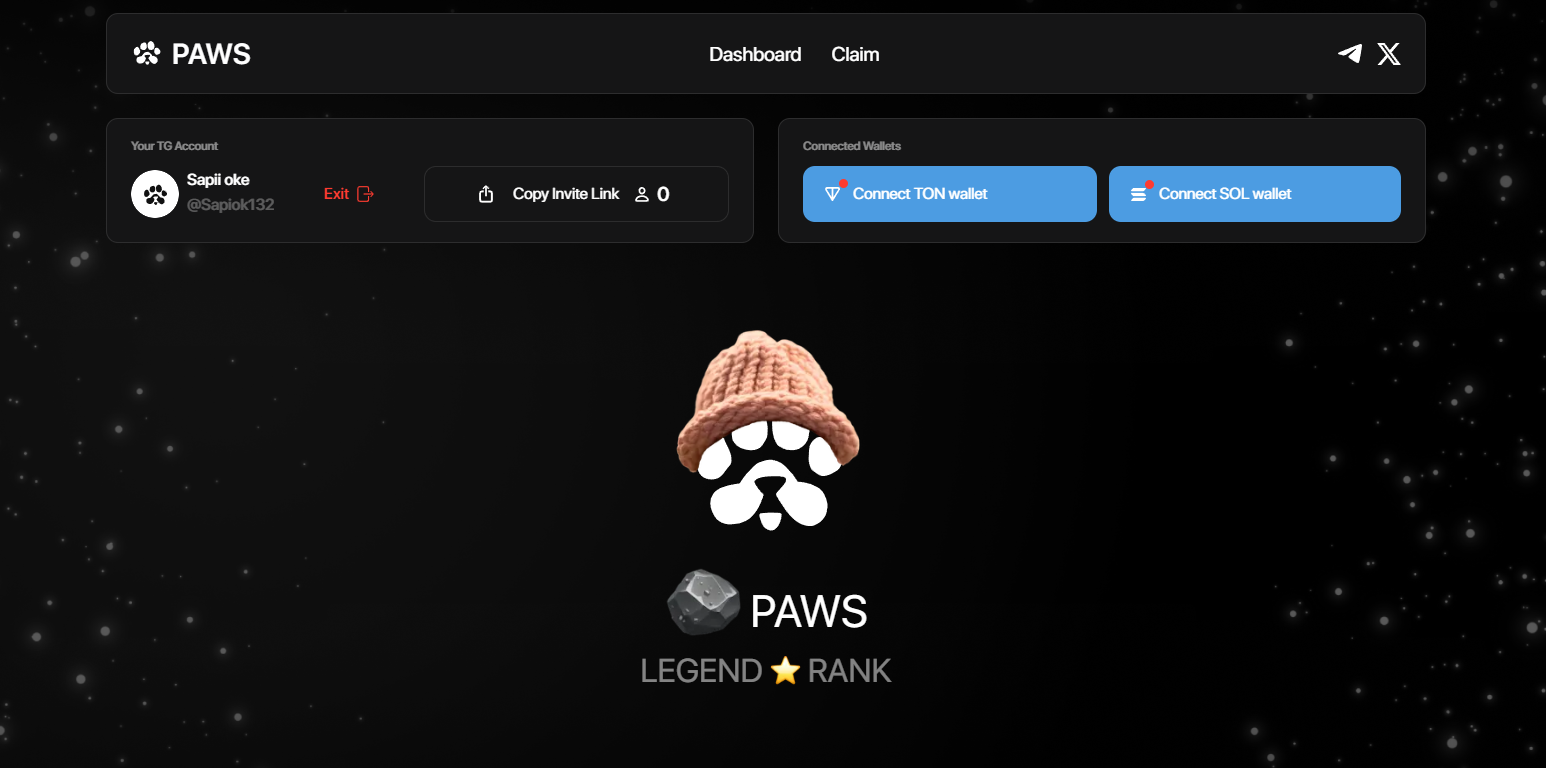 PAWS
Dashboard
Claim
Your TG Account
Sapii oke
@Sapiok132
Exit
Copy Invite Link
0
Connected Wallets
Connect TON wallet
Connect SOL wallet
PAWS
LEGEND ⭐ RANK